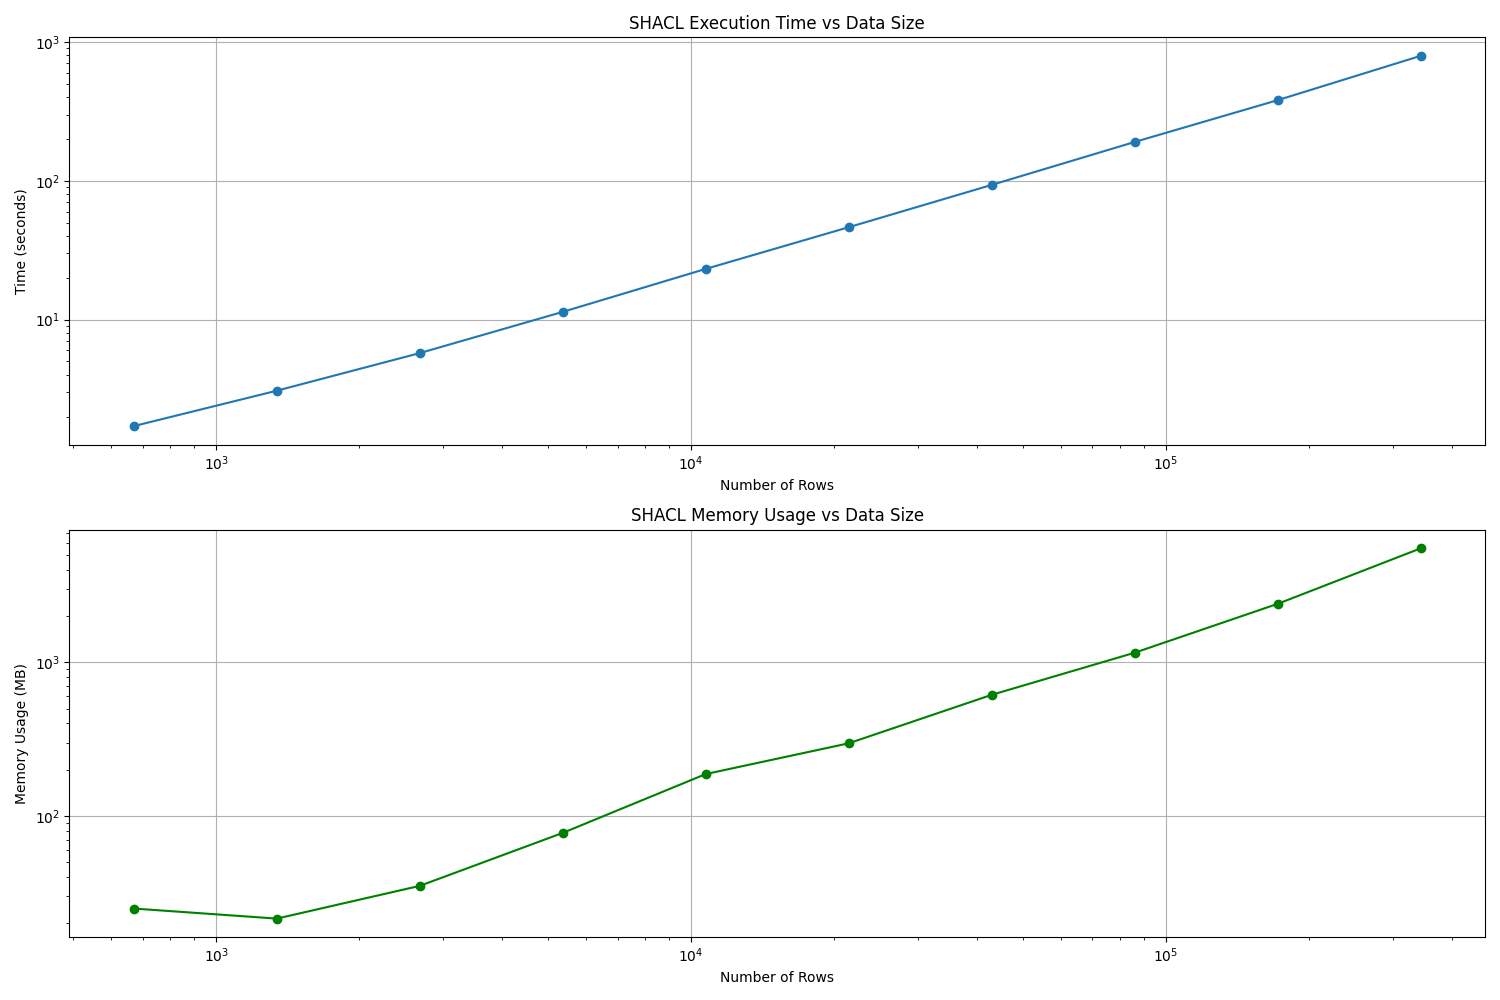 SHACL Execution Time vs Data Size
10³
10²
10¹
Time (seconds)
10³
10⁴
10⁵
Number of Rows
SHACL Memory Usage vs Data Size
10³
10²
Memory Usage (MB)
10³
10⁴
10⁵
Number of Rows